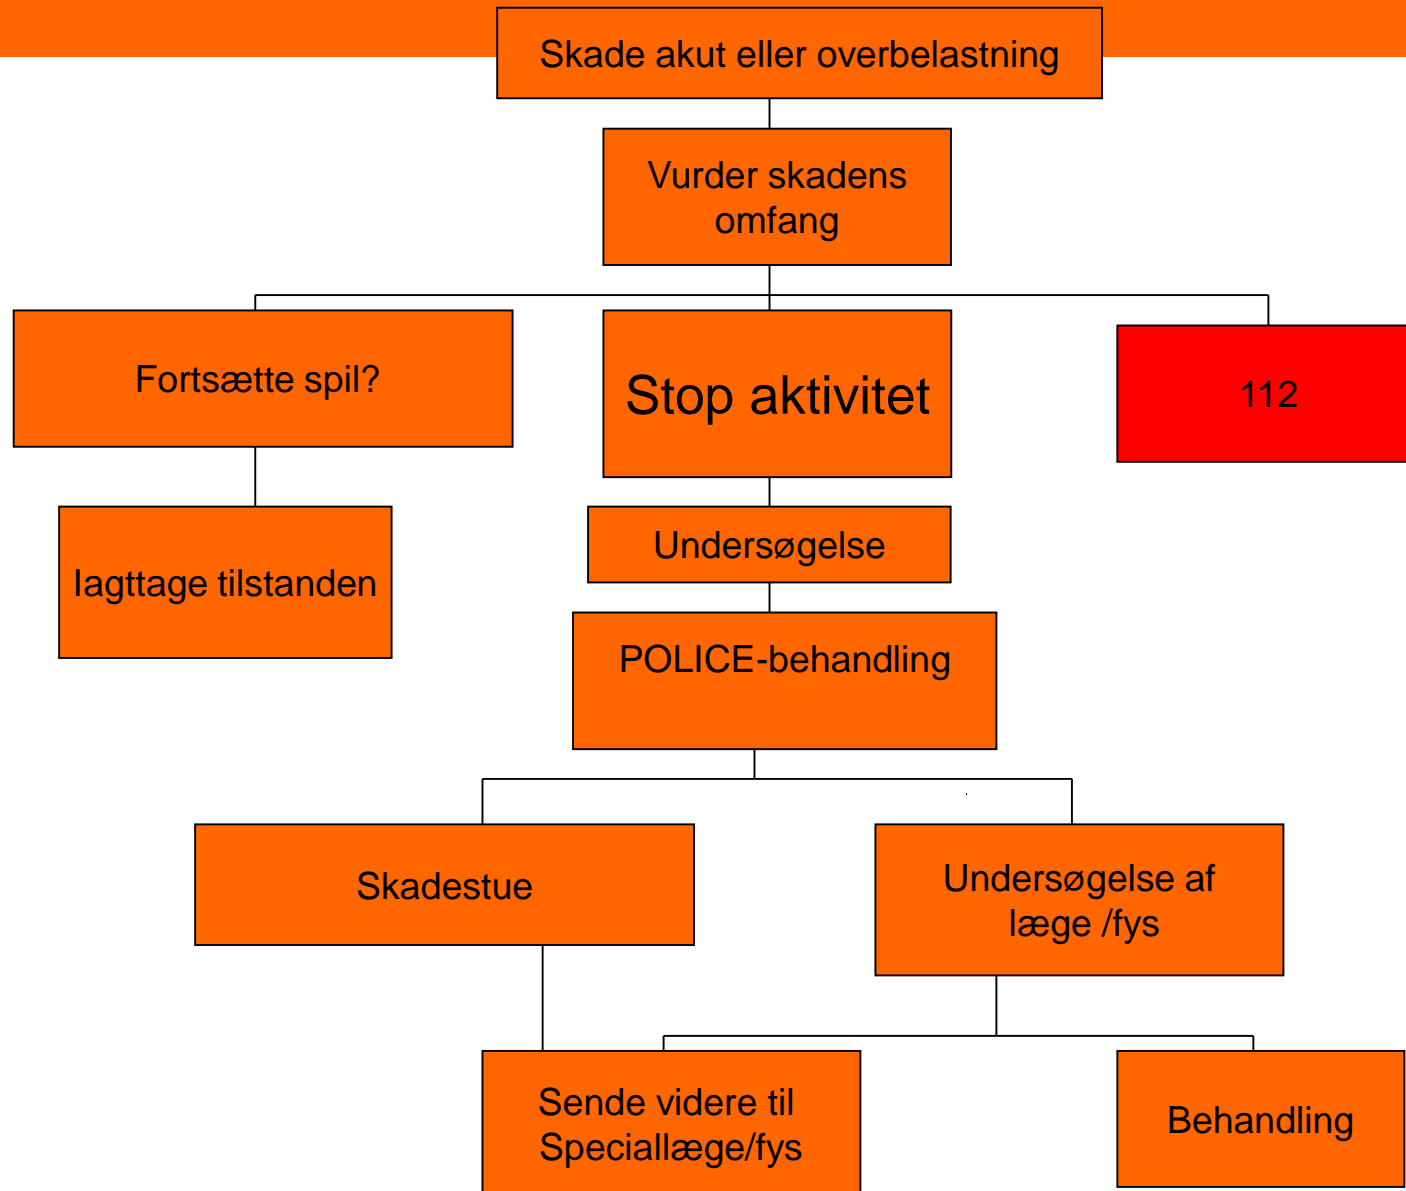 Skade akut eller overbelastning
Vurder skadens
omfang
Fortsætte spil?
Stop aktivitet
112
Iagttage tilstanden
Undersøgelse
POLICE-behandling
Skadestue
Undersøgelse af
læge /fys
Sende videre til
Speciallæge/fys
Behandling